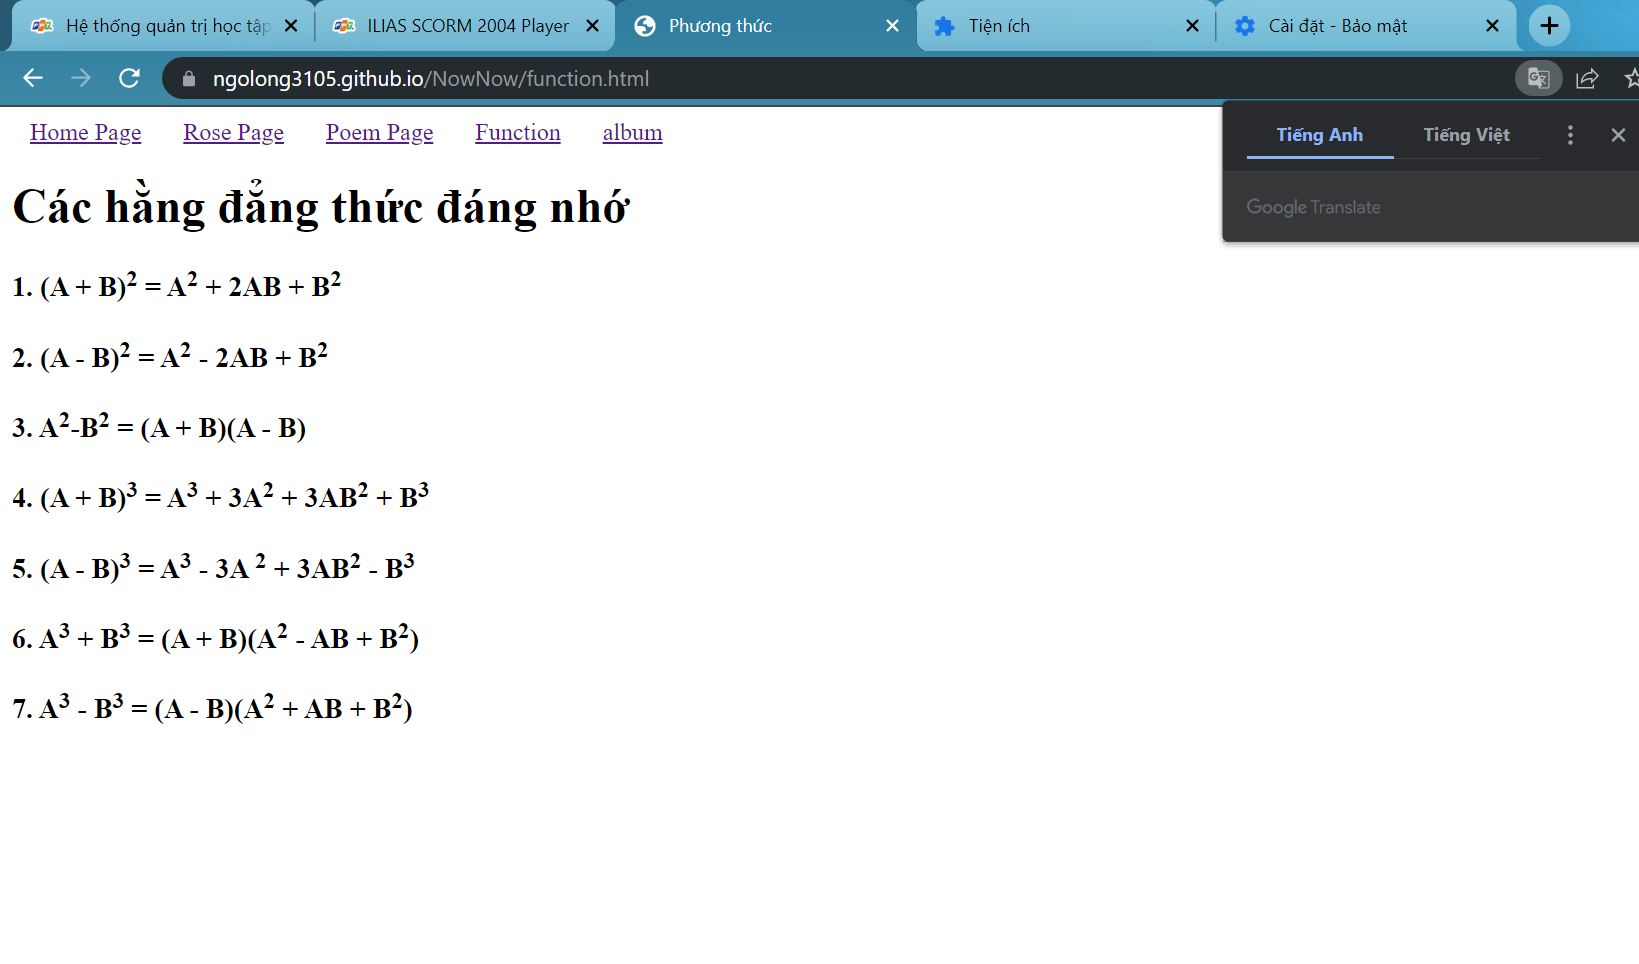 Hệ thống quản trị học tập
ILIAS SCORM 2004 Player
Phương thức
Tiện ích
Cài đặt - Bảo mật
ngolong3105.github.io/NowNow/function.html
Tiếng Anh
Tiếng Việt
Google Translate
Home Page
Rose Page
Poem Page
Function
album
Các hằng đẳng thức đáng nhớ
1. (A + B)² = A² + 2AB + B²
2. (A - B)² = A² - 2AB + B²
3. A²-B² = (A + B)(A - B)
4. (A + B)³ = A³ + 3A² + 3AB² + B³
5. (A - B)³ = A³ - 3A ² + 3AB² - B³
6. A³ + B³ = (A + B)(A² - AB + B²)
7. A³ - B³ = (A - B)(A² + AB + B²)